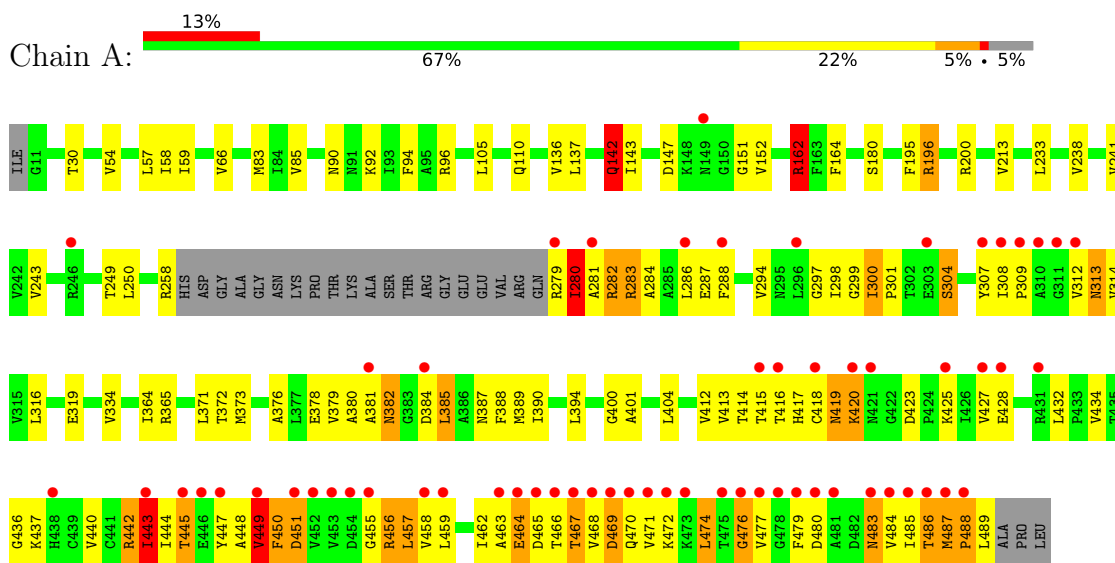 13%
Chain A:
67% 22% 5% • 5%
ILE G11 T30 V54 L57 I58 I59 V66 M83 I84 V85 N90 N91 K92 I93 F94 A95 R96 L105 Q110 V136 L137 Q142 I143 D147 K148 N149 G150 G151 V152 R162 F163 F164 S180 F195 R196 R200 V213 L233 V238 V241
V242 V243 R246 T249 L250 R258 HIS ASP GLY ALA GLY ASN LYS PRO THR LYS ALA SER THR ARG GLY GLU GLU VAL ARG GLN R279 I280 A281 R282 R283 A284 A285 L286 E287 F288 V294 N295 L296 G297 I298 G299 I300 P301 T302 E303 S304 Y307 I308 P309 A310 G311 V312 N313 V314
V315 L316 E319 V334 I364 R365 L371 T372 M373 A376 L377 E378 V379 A380 A381 N382 G383 D384 L385 A386 N387 F388 M389 I390 L394 G400 A401 L404 V412 V413 T414 T415 T416 H417 C418 N419 K420 N421 G422 D423 P424 K425 I426 V427 E428 R431 L432 P433 V434 T435
G436 K437 H438 C439 V440 C441 R442 I443 I444 T445 E446 Y447 A448 V449 F450 D451 V452 V453 D454 G455 R456 L457 V458 L459 I462 A463 E464 D465 T466 T467 V468 D469 Q470 V471 K472 K473 L474 T475 G476 V477 G478 F479 D480 A481 D482 N483 V484 L485 T486 M487 P488 L489 ALA PRO LEU